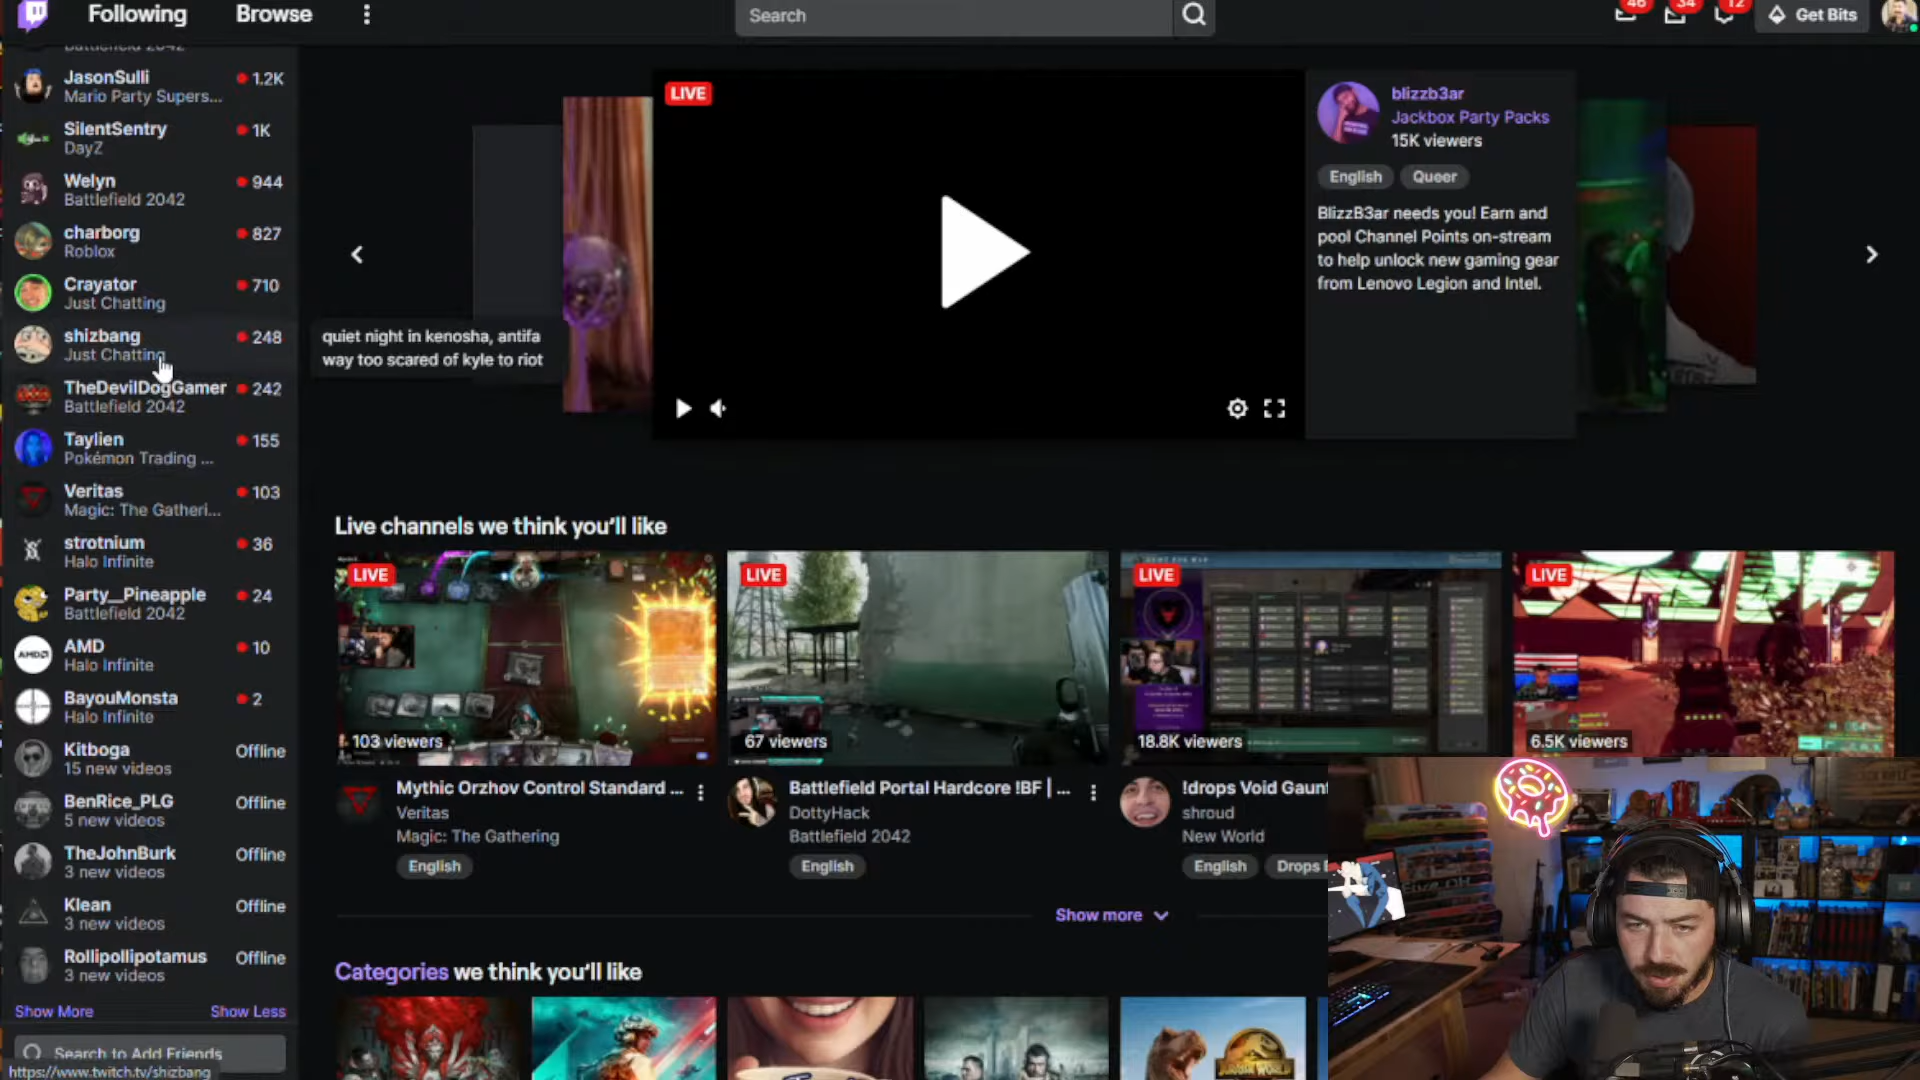 Following
Browse
Search
46
34
12
Get Bits
Battlefield 2042
JasonSulli
1.2K
Mario Party Supers...
SilentSentry
1K
DayZ
Welyn
944
Battlefield 2042
charborg
827
Roblox
Crayator
710
Just Chatting
shizbang
248
Just Chatting
TheDevilDogGamer
242
Battlefield 2042
Taylien
155
Pokémon Trading ...
Veritas
103
Magic: The Gatheri...
strotnium
36
Halo Infinite
Party__Pineapple
24
Battlefield 2042
AMD
10
Halo Infinite
BayouMonsta
2
Halo Infinite
Kitboga
Offline
15 new videos
BenRice_PLG
Offline
5 new videos
TheJohnBurk
Offline
3 new videos
Klean
Offline
3 new videos
Rollipollipotamus
Offline
3 new videos
Show More
Show Less
Search to Add Friends
https://www.twitch.tv/shizbang
quiet night in kenosha, antifa
way too scared of kyle to riot
LIVE
blizzb3ar
Jackbox Party Packs
15K viewers
English
Queer
BlizzB3ar needs you! Earn and
pool Channel Points on-stream
to help unlock new gaming gear
from Lenovo Legion and Intel.
Live channels we think you'll like
LIVE
103 viewers
Mythic Orzhov Control Standard ...
Veritas
Magic: The Gathering
English
LIVE
67 viewers
Battlefield Portal Hardcore !BF | ...
DottyHack
Battlefield 2042
English
LIVE
18.8K viewers
!drops Void Gaunt
shroud
New World
English
Drops E
LIVE
6.5K viewers
Show more
Categories we think you'll like
AMD
JURASSIC WORLD